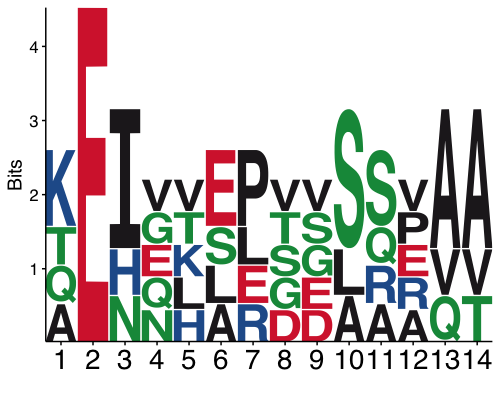 Bits
4
3
2
1
K T Q A
E
I H N
V G E Q N
V T K L H
E S L A
P L E R
V T S G D
V S G E D
S L A
S Q R A
V P E R A
A V Q
A V T
1 2 3 4 5 6 7 8 9 10 11 12 13 14